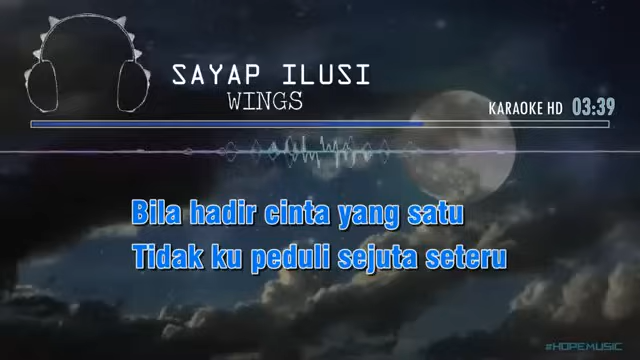 SAYAP ILUSI
WINGS
KARAOKE HD 03:39
Bila hadir cinta yang satu
Tidak ku peduli sejuta seteru
#HOPEMUSIC